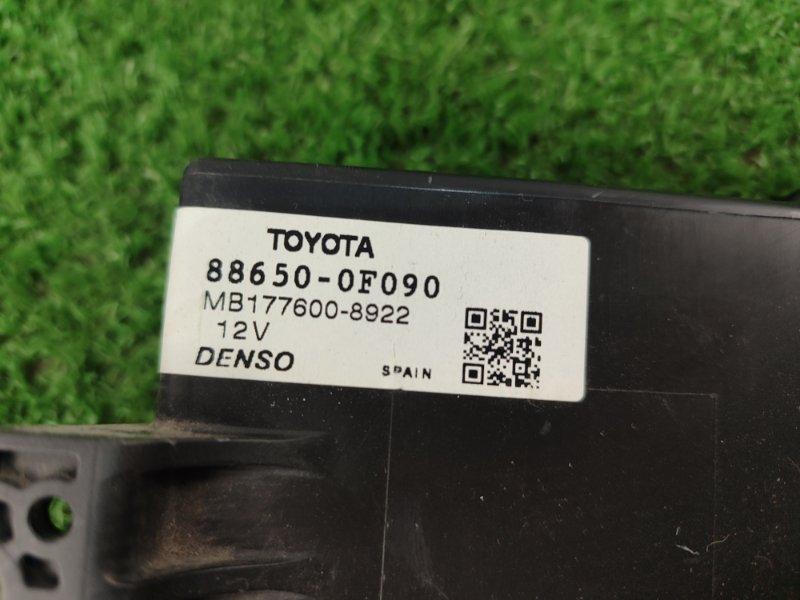 TOYOTA
88650-0F090
MB177600-8922
12V
DENSO
SPAIN